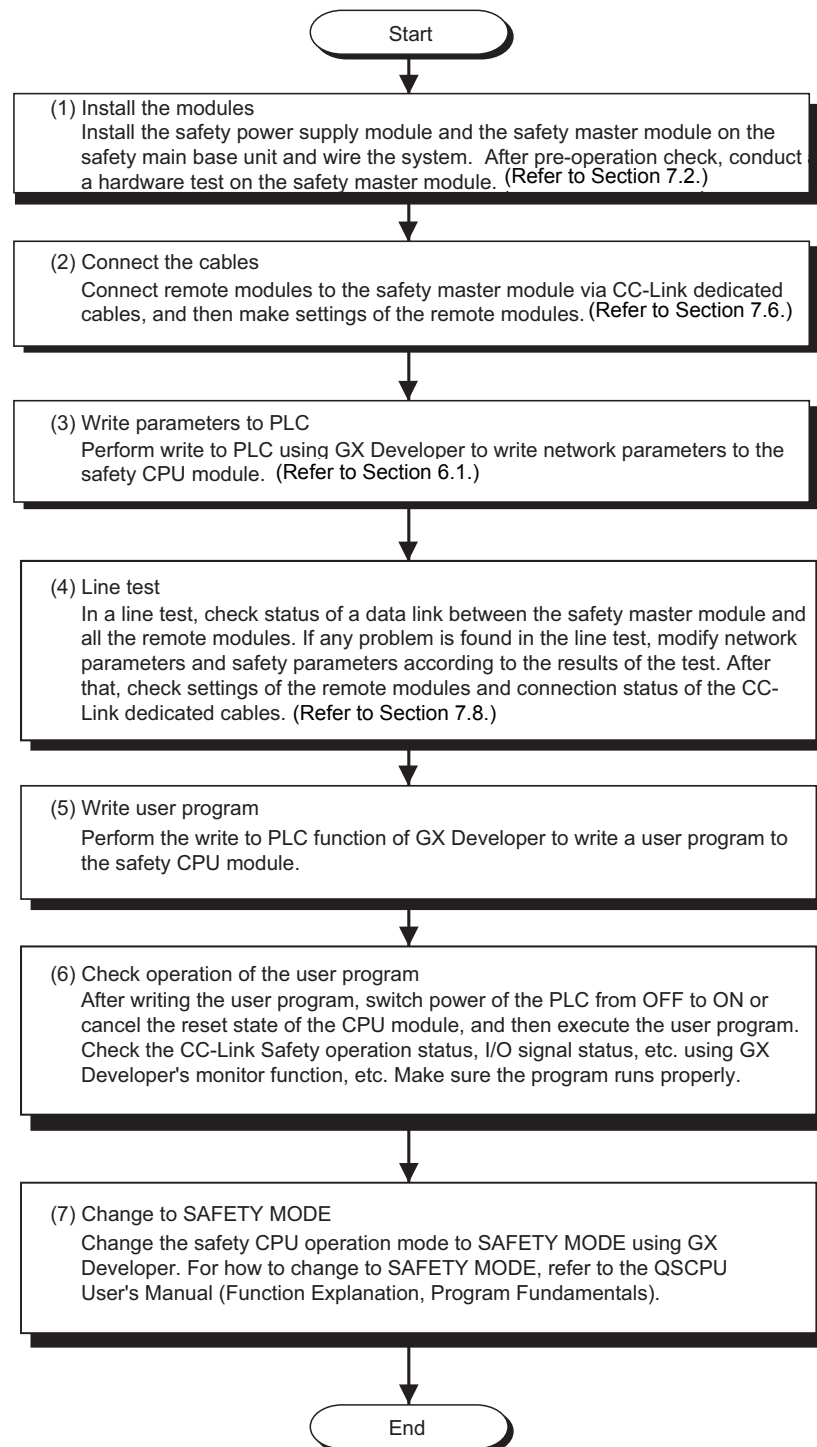 Start
(1) Install the modules
Install the safety power supply module and the safety master module on the
safety main base unit and wire the system. After pre-operation check, conduct a
a hardware test on the safety master module. (Refer to Section 7.2.)
(2) Connect the cables
Connect remote modules to the safety master module via CC-Link dedicated
cables, and then make settings of the remote modules. (Refer to Section 7.6.)
(3) Write parameters to PLC
Perform write to PLC using GX Developer to write network parameters to the
safety CPU module. (Refer to Section 6.1.)
(4) Line test
In a line test, check status of a data link between the safety master module and
all the remote modules. If any problem is found in the line test, modify network
parameters and safety parameters according to the results of the test. After
that, check settings of the remote modules and connection status of the CC-
Link dedicated cables. (Refer to Section 7.8.)
(5) Write user program
Perform the write to PLC function of GX Developer to write a user program to
the safety CPU module.
(6) Check operation of the user program
After writing the user program, switch power of the PLC from OFF to ON or
cancel the reset state of the CPU module, and then execute the user program.
Check the CC-Link Safety operation status, I/O signal status, etc. using GX
Developer's monitor function, etc. Make sure the program runs properly.
(7) Change to SAFETY MODE
Change the safety CPU operation mode to SAFETY MODE using GX
Developer. For how to change to SAFETY MODE, refer to the QSCPU
User's Manual (Function Explanation, Program Fundamentals).
End